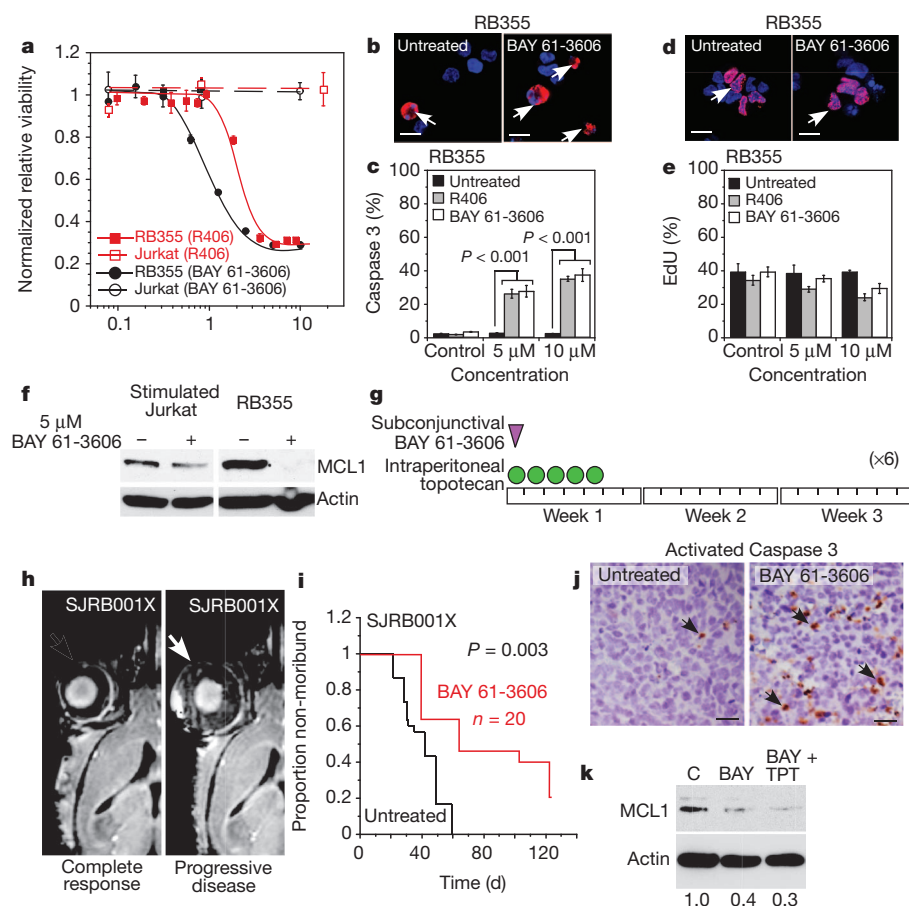 RB355
RB355
a
b
Untreated
BAY 61-3606
d
Untreated
BAY 61-3606
Normalized relative viability
1.2
1.0
0.8
0.6
0.4
0.2
0
0.1
1
10
RB355 (R406)
Jurkat (R406)
RB355 (BAY 61-3606)
Jurkat (BAY 61-3606)
c
RB355
Untreated
R406
BAY 61-3606
Caspase 3 (%)
100
80
60
40
20
0
P < 0.001
P < 0.001
Control
5 μM
10 μM
Concentration
e
RB355
Untreated
R406
BAY 61-3606
EdU (%)
100
80
60
40
20
0
Control
5 μM
10 μM
Concentration
f
Stimulated
Jurkat
RB355
5 μM
BAY 61-3606
–
+
–
+
MCL1
Actin
g
Subconjunctival
BAY 61-3606
Intraperitoneal
topotecan
(×6)
Week 1
Week 2
Week 3
h
SJRB001X
SJRB001X
Complete
response
Progressive
disease
i
SJRB001X
P = 0.003
BAY 61-3606
n = 20
Untreated
Proportion non-moribund
1.2
1
0.8
0.6
0.4
0.2
0
0
40
80
120
Time (d)
Activated Caspase 3
j
Untreated
BAY 61-3606
k
C
BAY
BAY +
TPT
MCL1
Actin
1.0
0.4
0.3